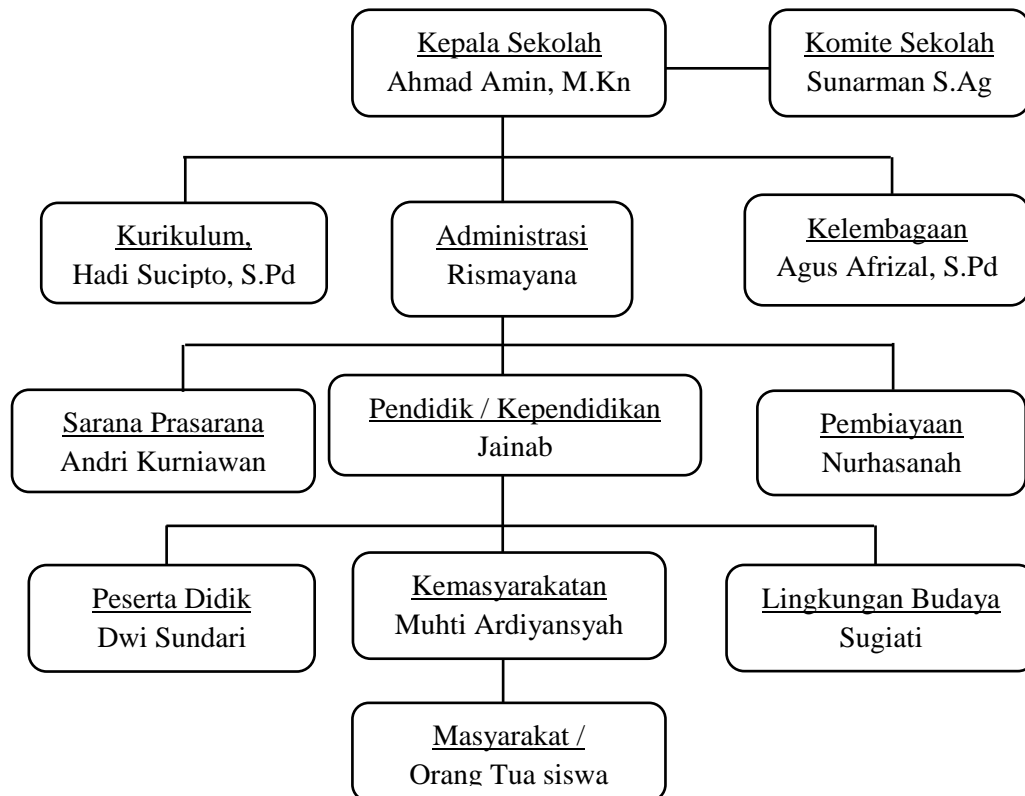 Kepala Sekolah
Ahmad Amin, M.Kn
Komite Sekolah
Sunarman S.Ag
Kurikulum,
Hadi Sucipto, S.Pd
Administrasi
Rismayana
Kelembagaan
Agus Afrizal, S.Pd
Sarana Prasarana
Andri Kurniawan
Pendidik / Kependidikan
Jainab
Pembiayaan
Nurhasanah
Peserta Didik
Dwi Sundari
Kemasyarakatan
Muhti Ardiyansyah
Lingkungan Budaya
Sugiati
Masyarakat /
Orang Tua siswa